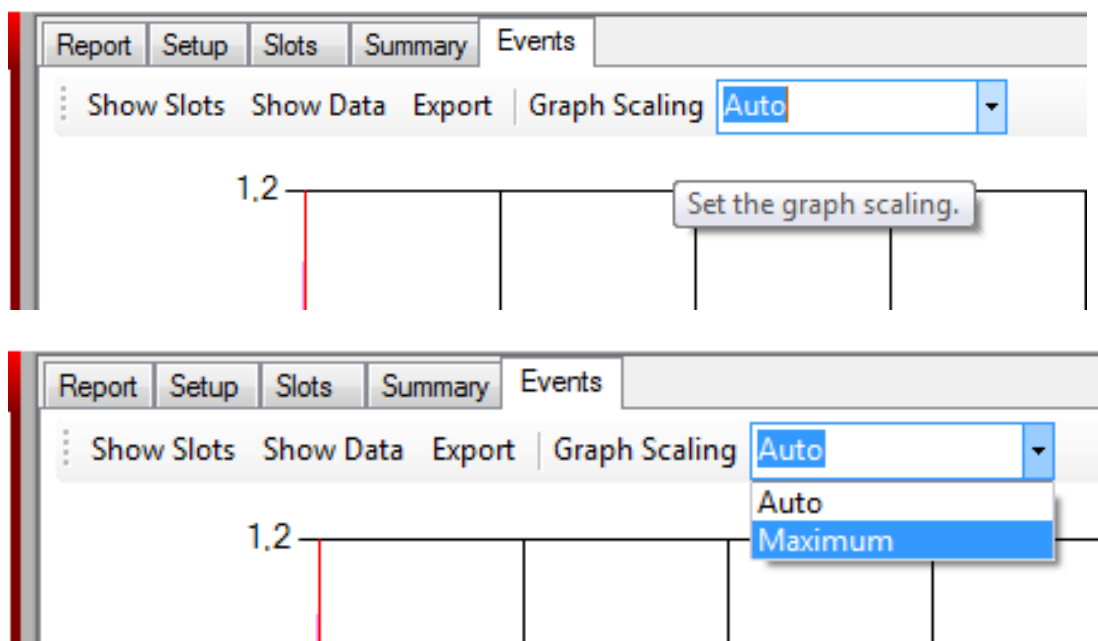 Report Setup Slots Summary Events
Show Slots Show Data Export Graph Scaling Auto
1,2
Set the graph scaling.
Report Setup Slots Summary Events
Show Slots Show Data Export Graph Scaling Auto
Auto
1,2
Maximum